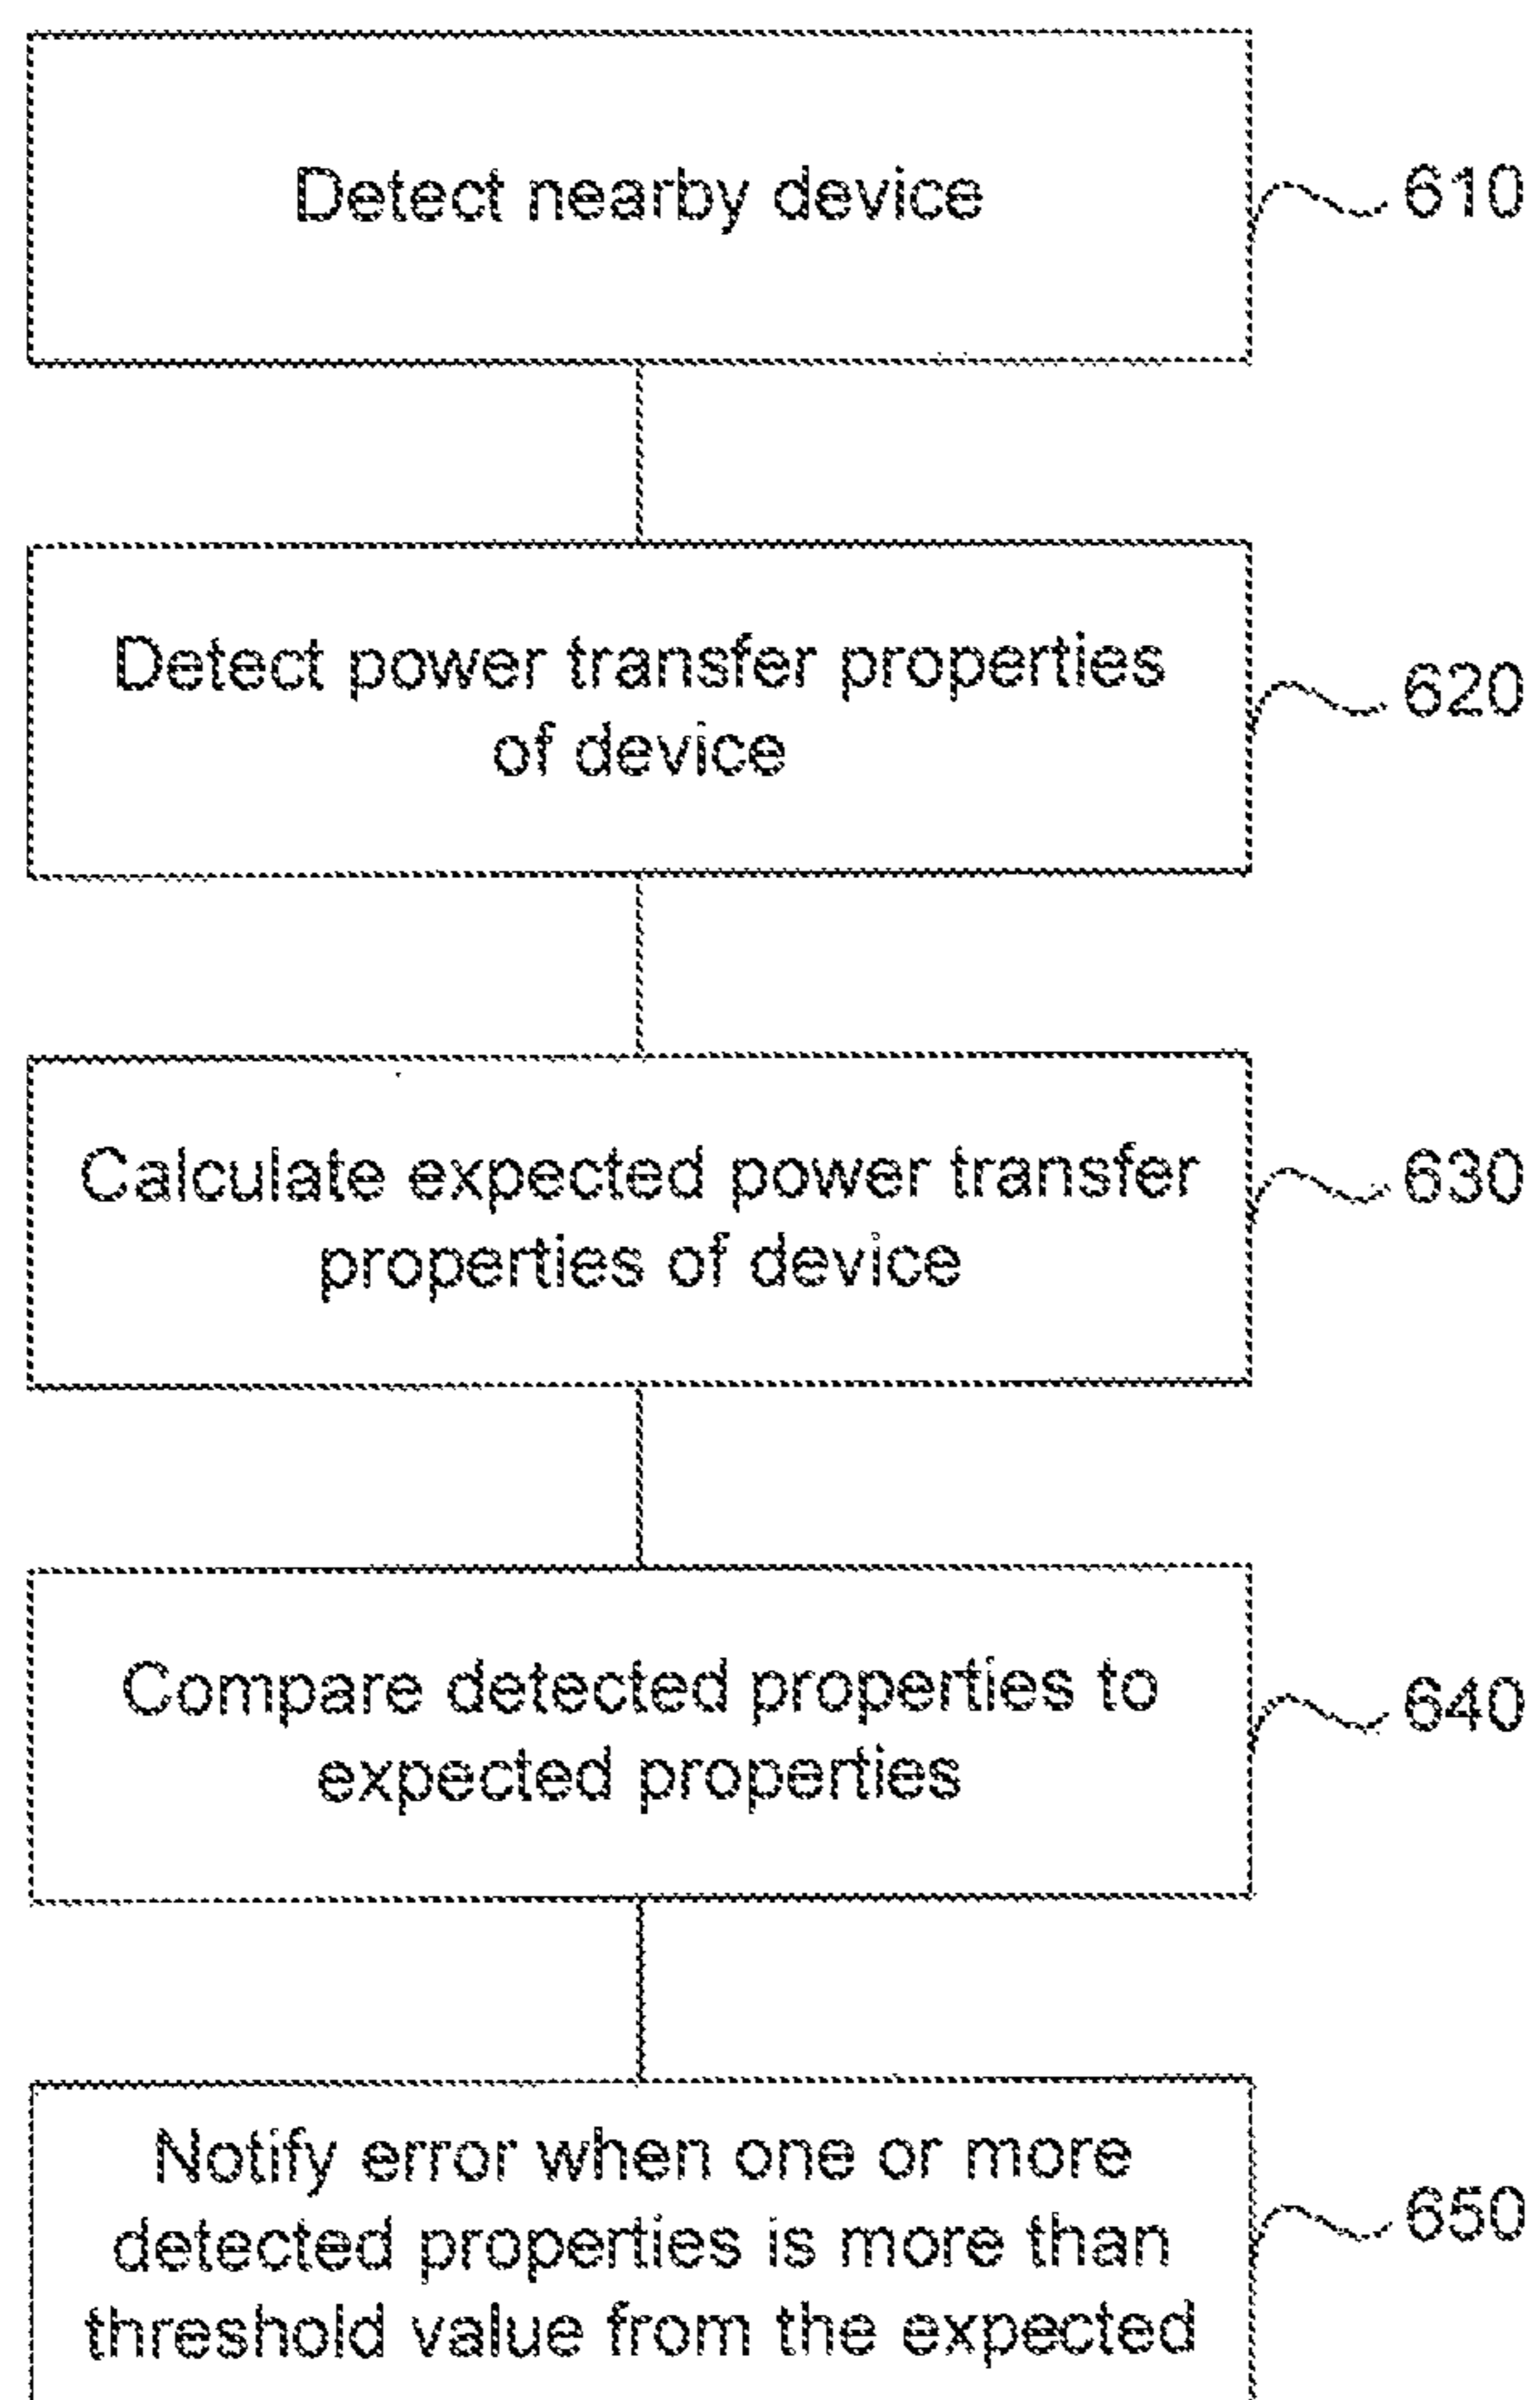 Detect nearby device
610
Detect power transfer properties
of device
620
Calculate expected power transfer
properties of device
630
Compare detected properties to
expected properties
640
Notify error when one or more
detected properties is more than
threshold value from the expected
650